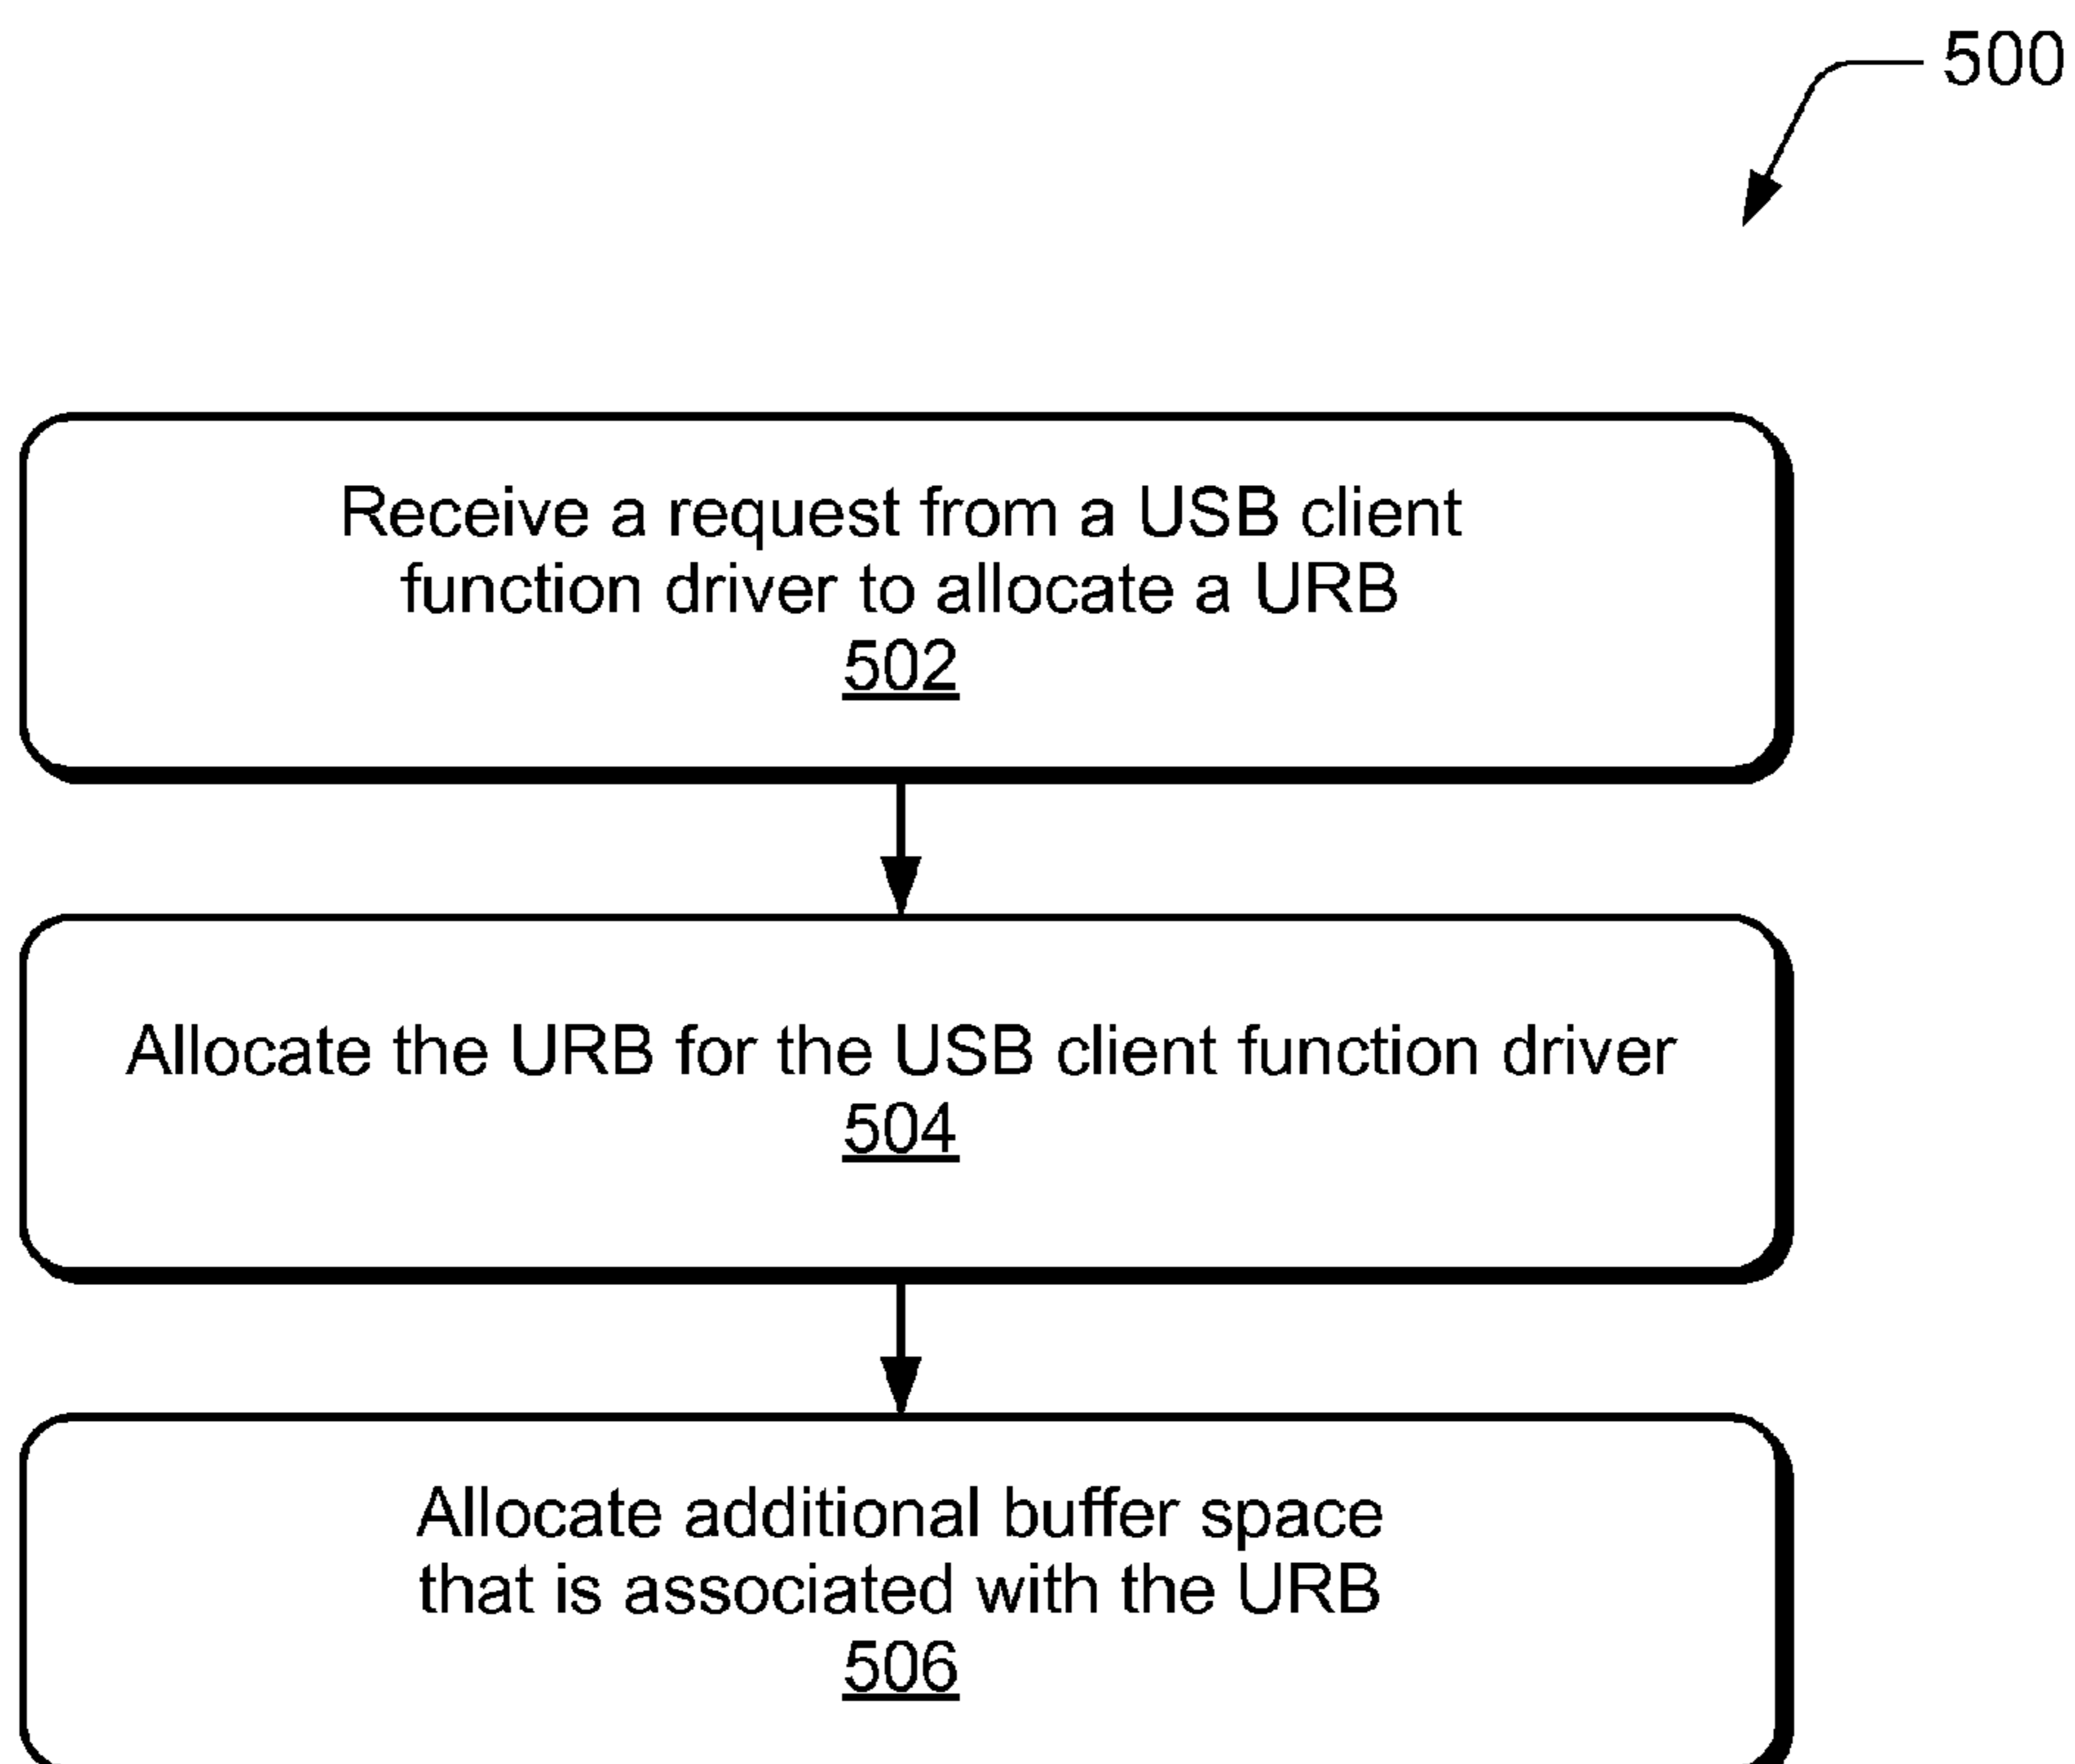 500
Receive a request from a USB client
function driver to allocate a URB
502
Allocate the URB for the USB client function driver
504
Allocate additional buffer space
that is associated with the URB
506